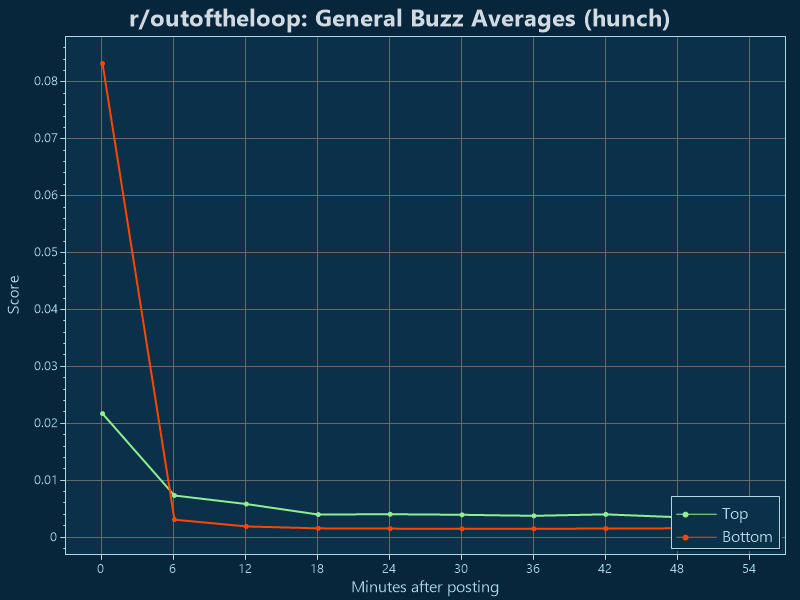 r/outoftheloop: General Buzz Averages (hunch)
0.08
0.07
0.06
0.05
0.04
0.03
0.02
0.01
0
Score
Top
Bottom
0 6 12 18 24 30 36 42 48 54
Minutes after posting